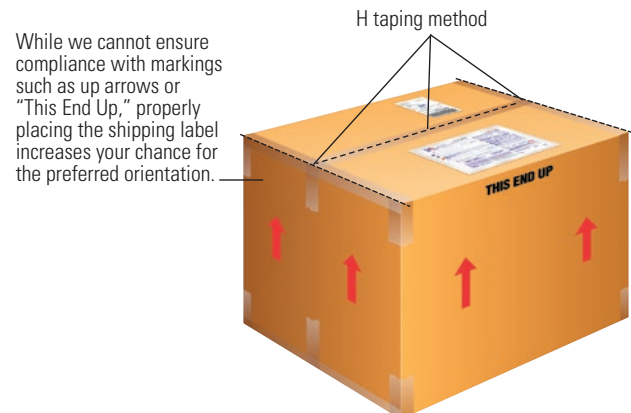 H taping method
While we cannot ensure
compliance with markings
such as up arrows or
“This End Up,” properly
placing the shipping label
increases your chance for
the preferred orientation.
THIS END UP